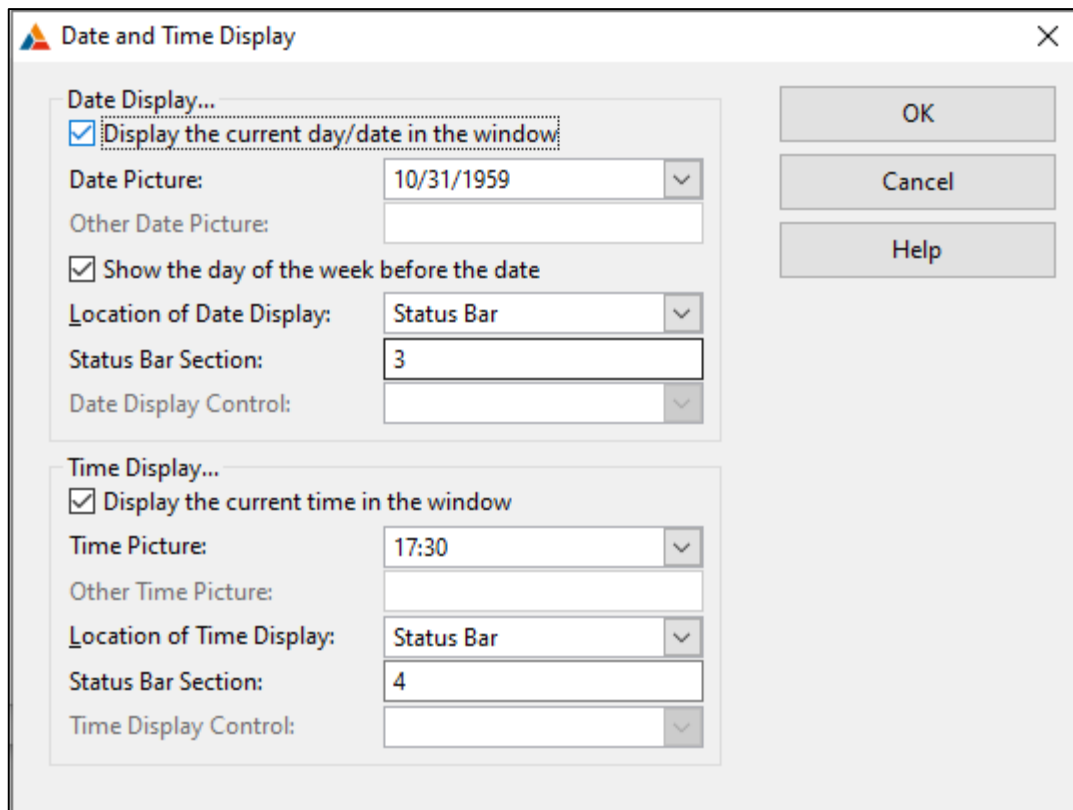 Date and Time Display
Date Display...
Display the current day/date in the window
OK
Date Picture: 10/31/1959
Cancel
Other Date Picture:
Help
Show the day of the week before the date
Location of Date Display: Status Bar
Status Bar Section: 3
Date Display Control:
Time Display...
Display the current time in the window
Time Picture: 17:30
Other Time Picture:
Location of Time Display: Status Bar
Status Bar Section: 4
Time Display Control: